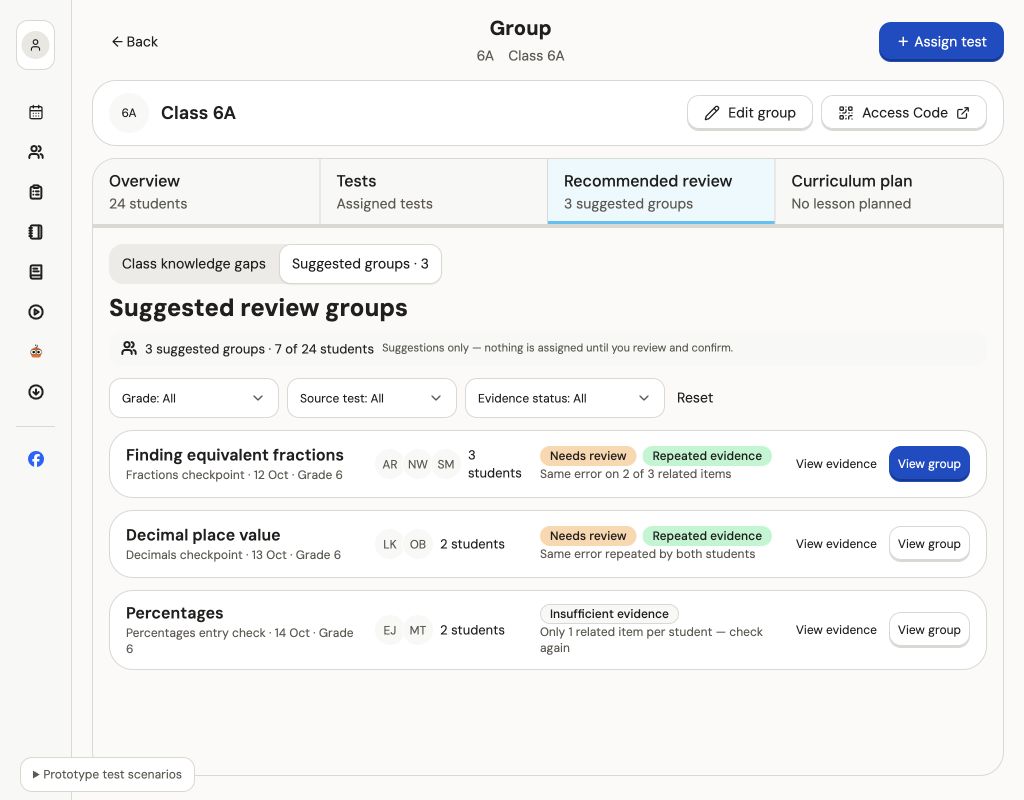 ← Back
Group
6A Class 6A
+ Assign test
6A
Class 6A
Edit group
Access Code
Overview
24 students
Tests
Assigned tests
Recommended review
3 suggested groups
Curriculum plan
No lesson planned
Class knowledge gaps
Suggested groups · 3
Suggested review groups
3 suggested groups · 7 of 24 students
Suggestions only — nothing is assigned until you review and confirm.
Grade: All
Source test: All
Evidence status: All
Reset
Finding equivalent fractions
Fractions checkpoint · 12 Oct · Grade 6
AR NW SM
3
students
Needs review
Repeated evidence
Same error on 2 of 3 related items
View evidence
View group
Decimal place value
Decimals checkpoint · 13 Oct · Grade 6
LK OB
2 students
Needs review
Repeated evidence
Same error repeated by both students
View evidence
View group
Percentages
Percentages entry check · 14 Oct · Grade
6
EJ MT
2 students
Insufficient evidence
Only 1 related item per student — check
again
View evidence
View group
Prototype test scenarios